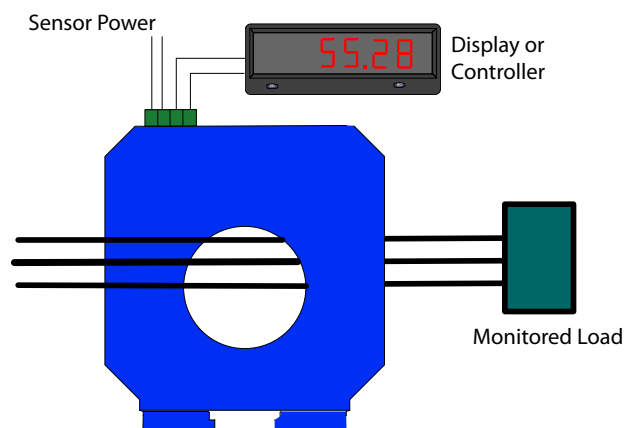 Sensor Power
55.28
Display or
Controller
Monitored Load